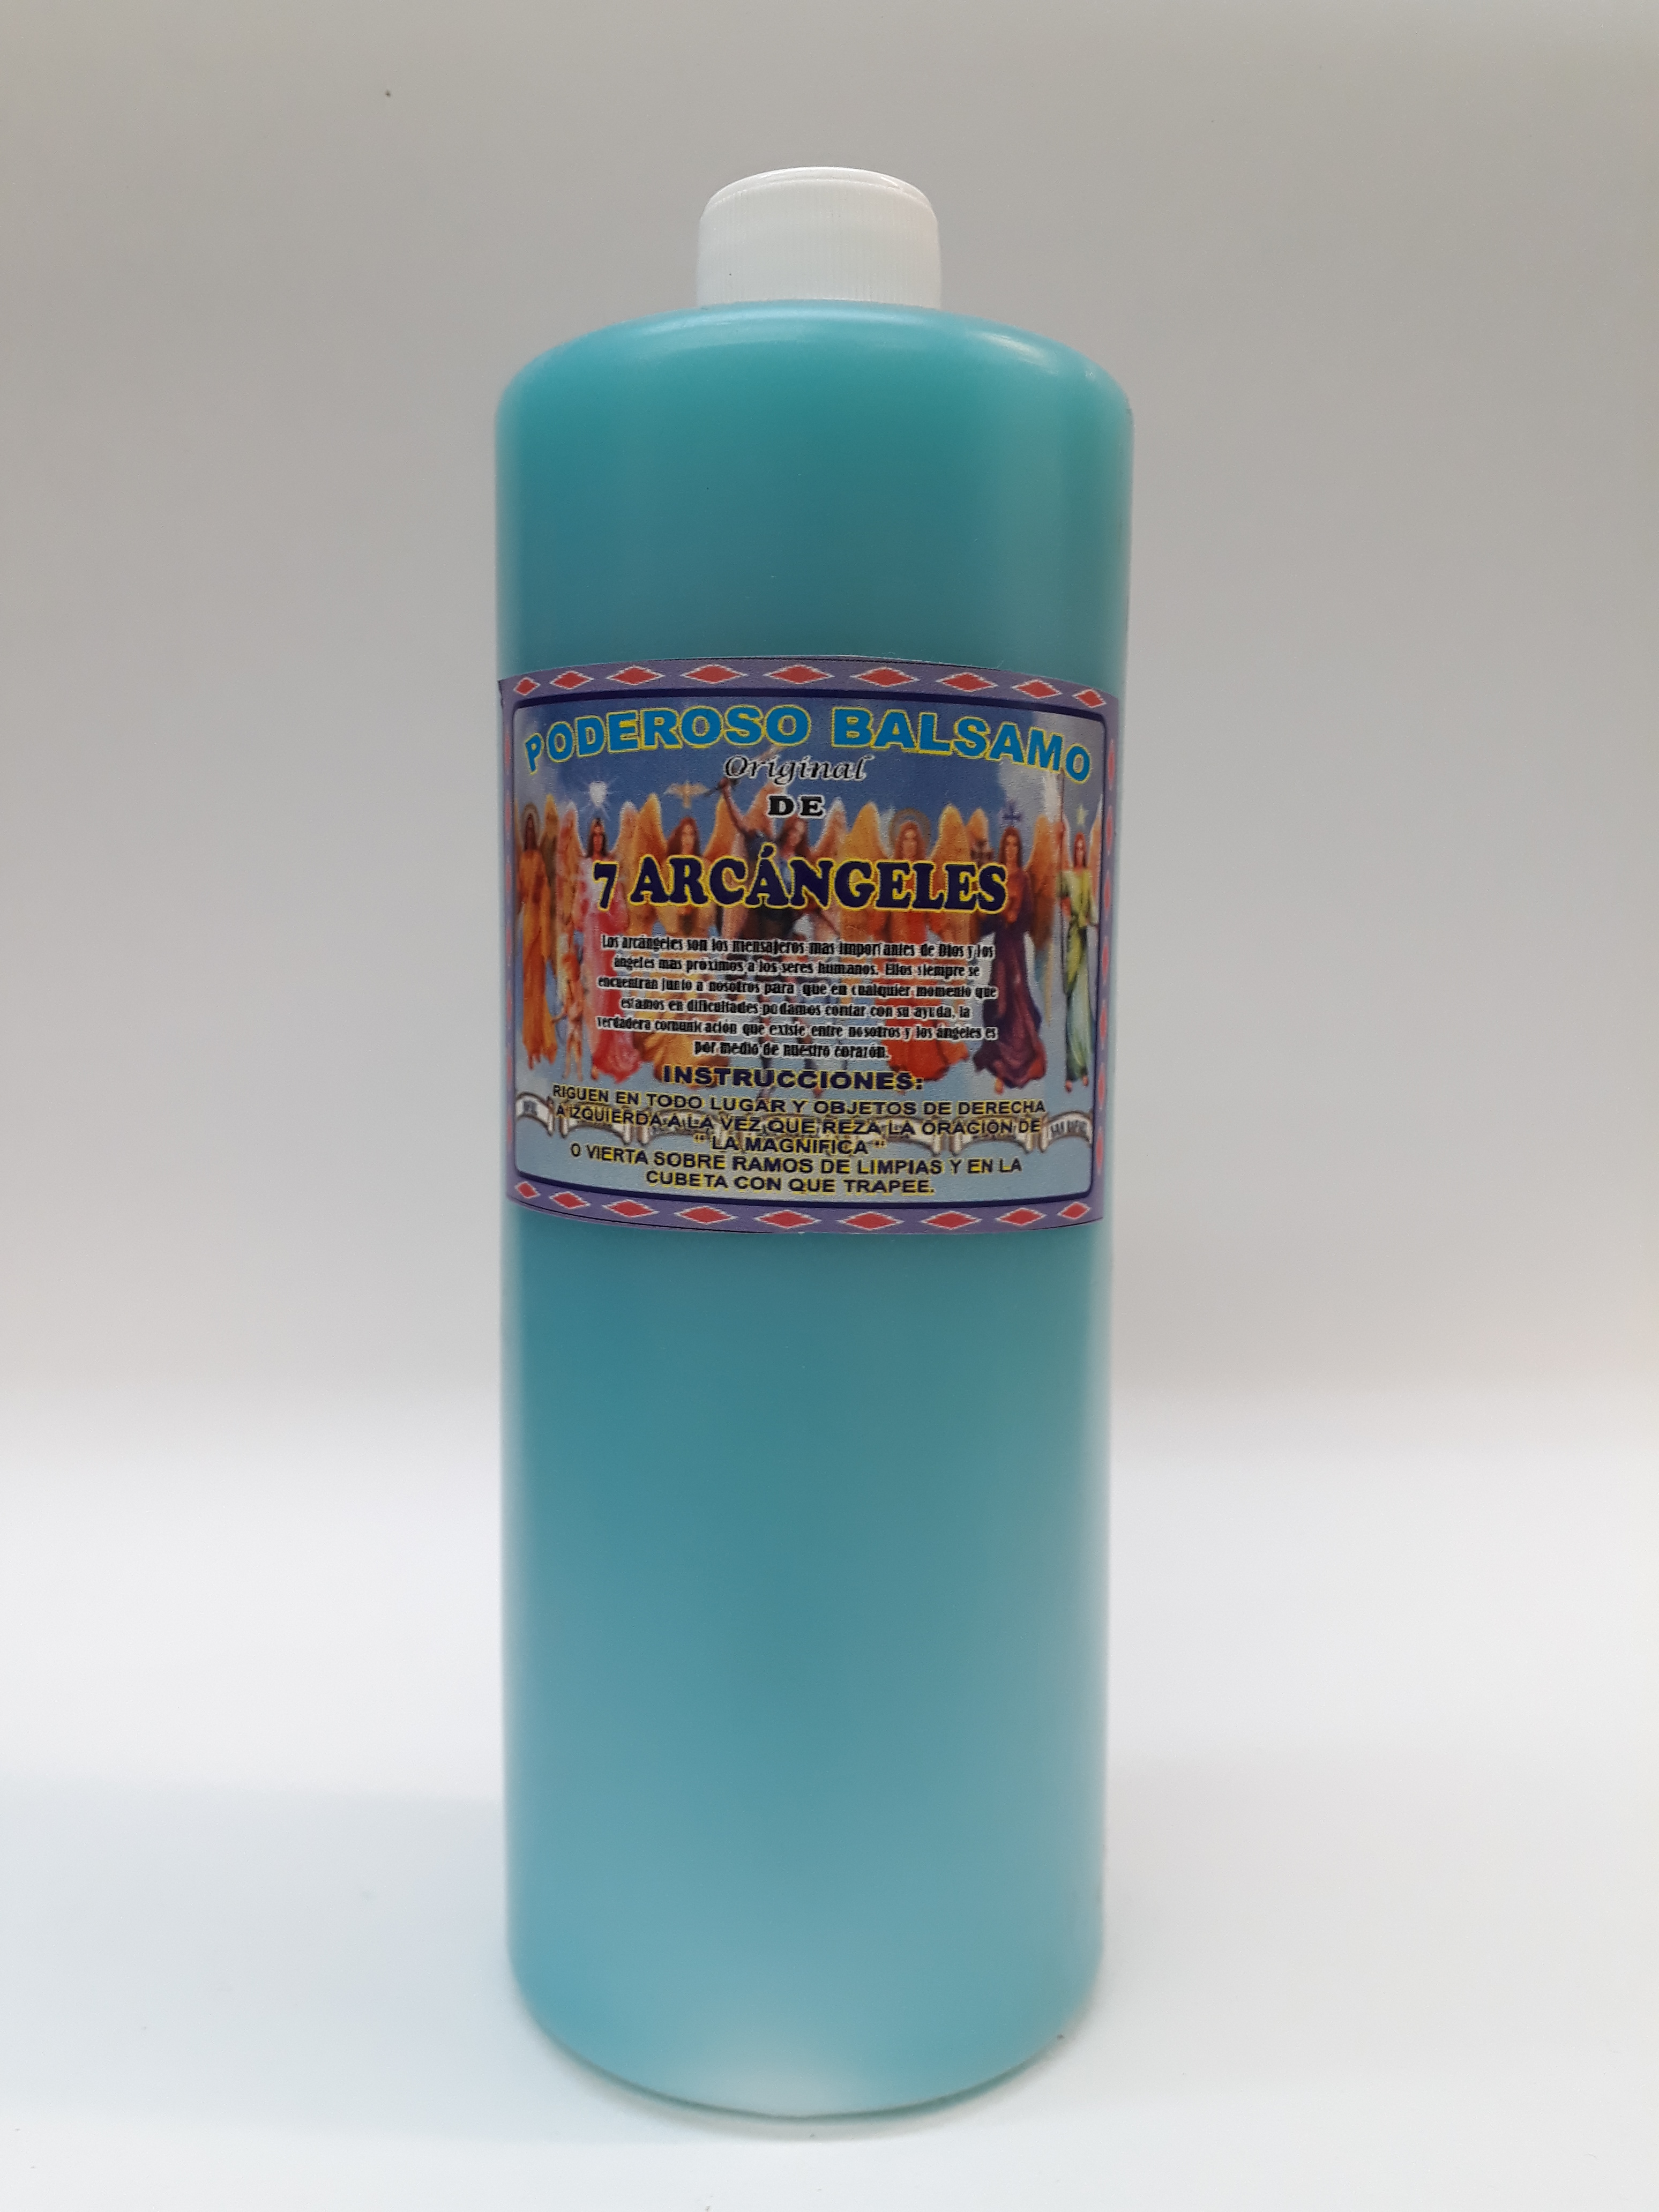 PODEROSO BALSAMO
Original
DE
7 ARCÁNGELES
Los arcángeles son los mensajeros mas importantes de Dios y los
ángeles mas próximos a los seres humanos. Ellos siempre se
encuentran junto a nosotros para que en cualquier momento que
estamos en dificultades podamos contar con su ayuda, la
verdadera comunicación que existe entre nosotros y los ángeles es
por medio de nuestro corazón.
INSTRUCCIONES:
RIGUEN EN TODO LUGAR Y OBJETOS DE DERECHA
A IZQUIERDA A LA VEZ QUE REZA LA ORACION DE
“ LA MAGNIFICA “
O VIERTA SOBRE RAMOS DE LIMPIAS Y EN LA
CUBETA CON QUE TRAPEE.
SAN RAFAEL